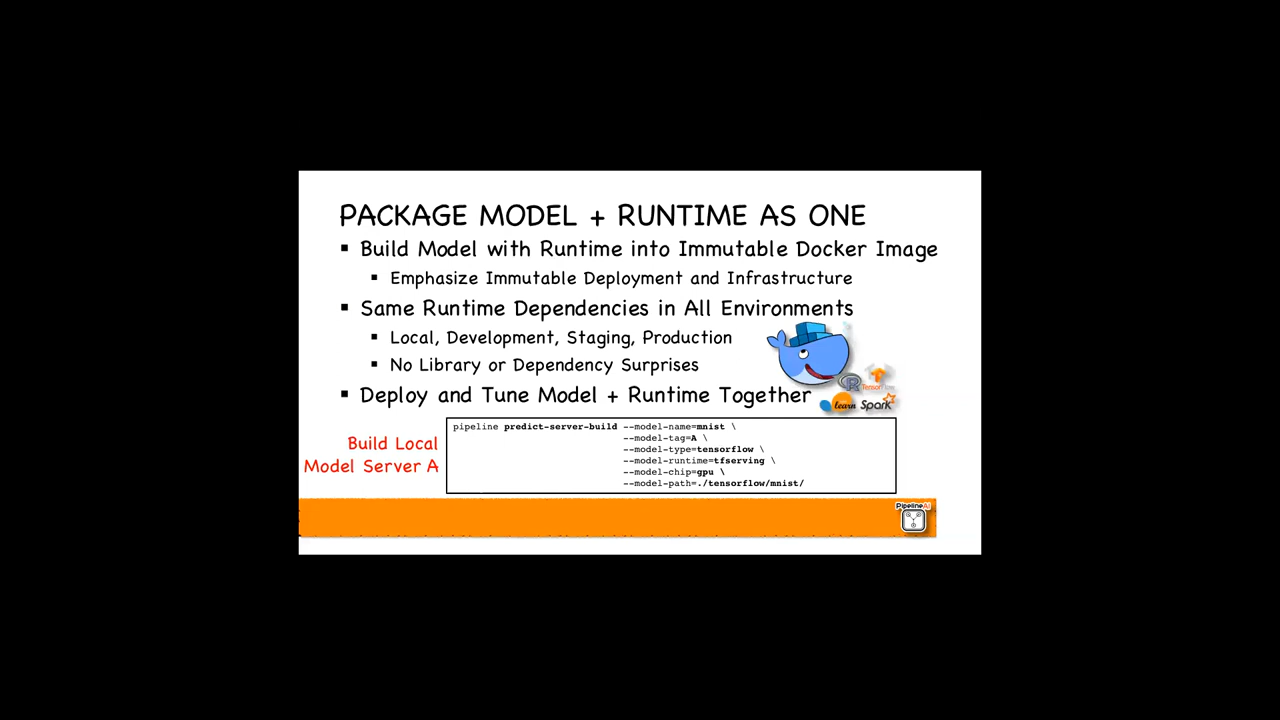 PACKAGE MODEL + RUNTIME AS ONE
▪ Build Model with Runtime into Immutable Docker Image
▪ Emphasize Immutable Deployment and Infrastructure
▪ Same Runtime Dependencies in All Environments
▪ Local, Development, Staging, Production
▪ No Library or Dependency Surprises
▪ Deploy and Tune Model + Runtime Together
R TensorFlow
learn Spark
Build Local
Model Server A
pipeline predict-server-build --model-name=mnist \
--model-tag=A \
--model-type=tensorflow \
--model-runtime=tfserving \
--model-chip=gpu \
--model-path=./tensorflow/mnist/
PipelineAI